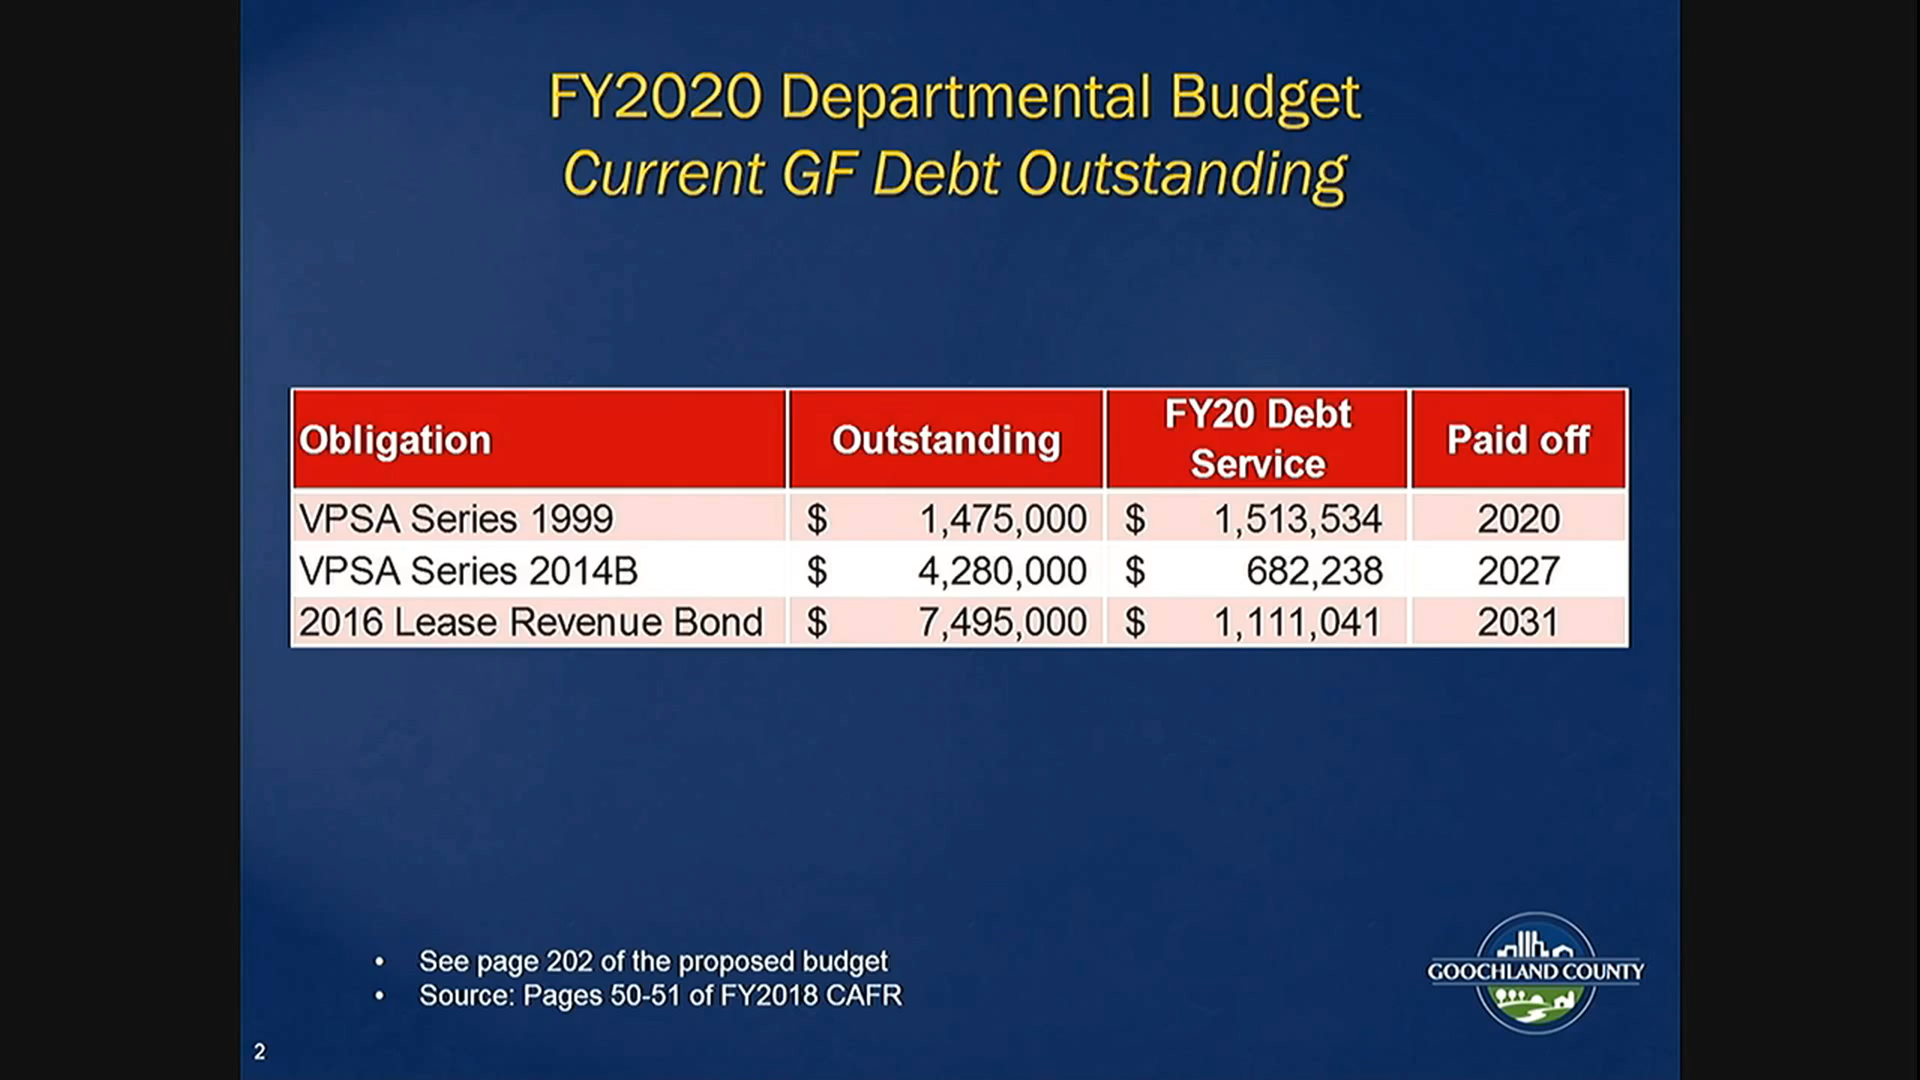 FY2020 Departmental Budget
Current GF Debt Outstanding
Obligation Outstanding FY20 Debt Service Paid off
VPSA Series 1999 $ 1,475,000 $ 1,513,534 2020
VPSA Series 2014B $ 4,280,000 $ 682,238 2027
2016 Lease Revenue Bond $ 7,495,000 $ 1,111,041 2031
• See page 202 of the proposed budget
• Source: Pages 50-51 of FY2018 CAFR
GOOCHLAND COUNTY
2